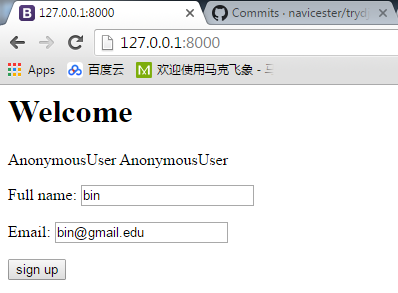 127.0.0.1:8000
Commits - navicester/tryd
127.0.0.1:8000
Apps 百度云 欢迎使用马克飞象 -
Welcome
AnonymousUser AnonymousUser
Full name: bin
Email: bin@gmail.edu
sign up